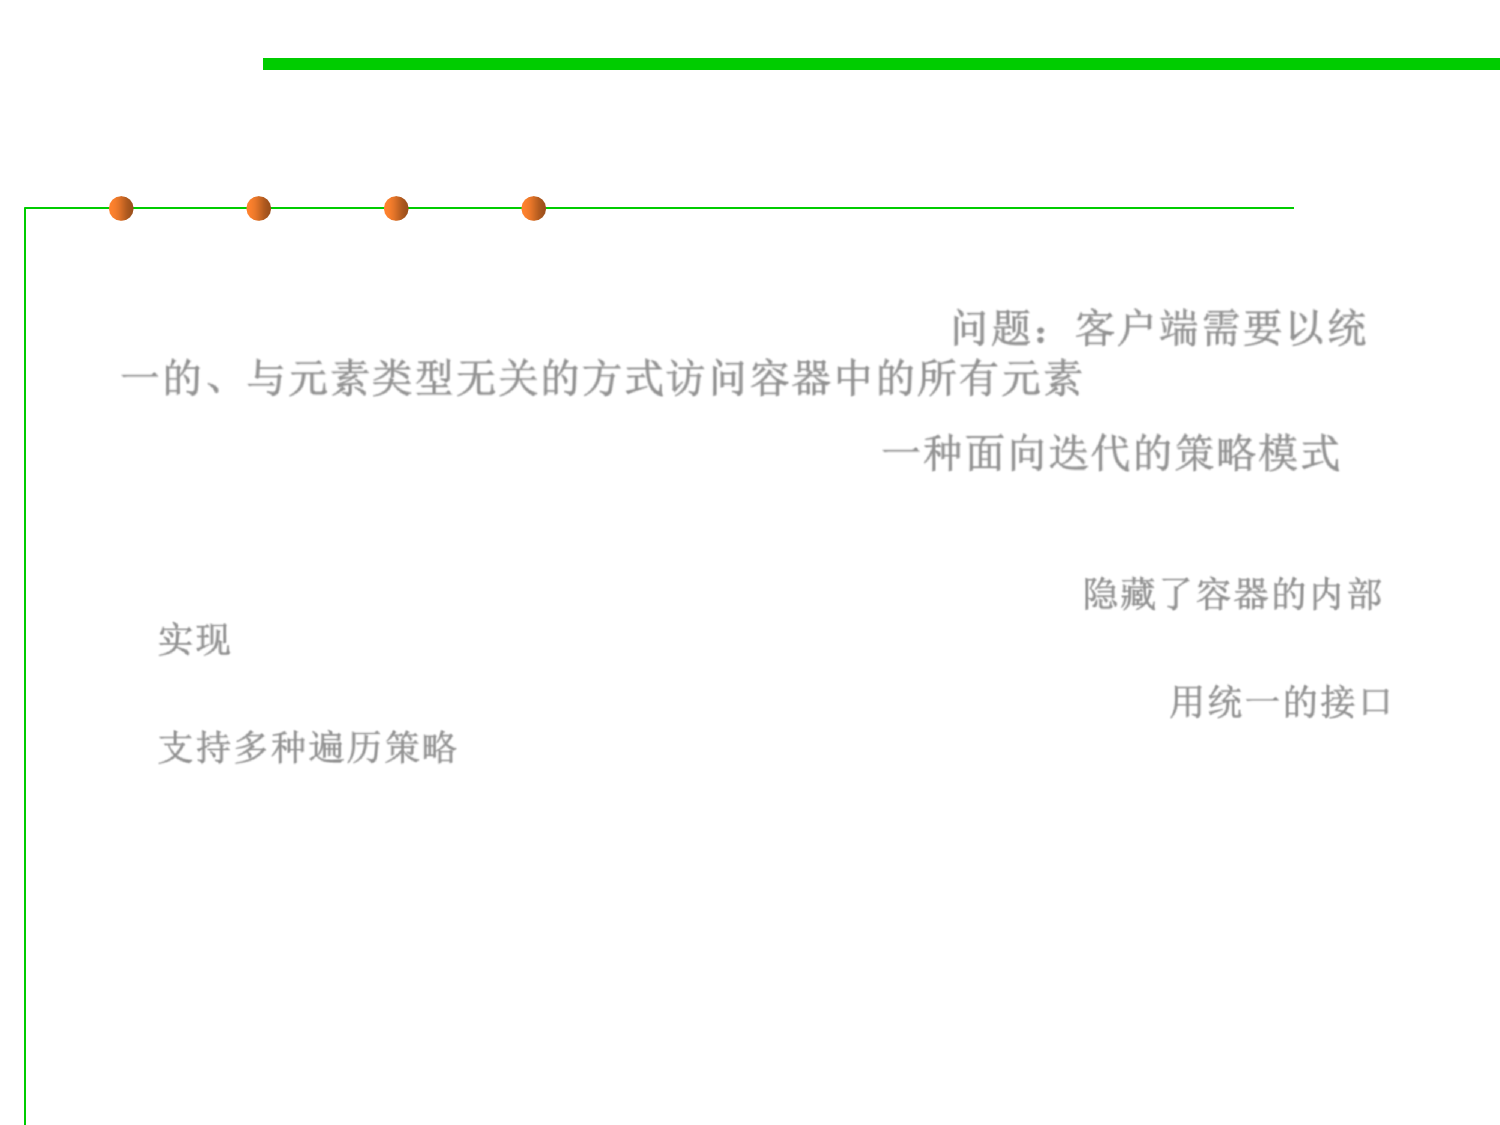 问题：客户端需要以统
一的、与元素类型无关的方式访问容器中的所有元素
一种面向迭代的策略模式
隐藏了容器的内部
实现
用统一的接口
支持多种遍历策略